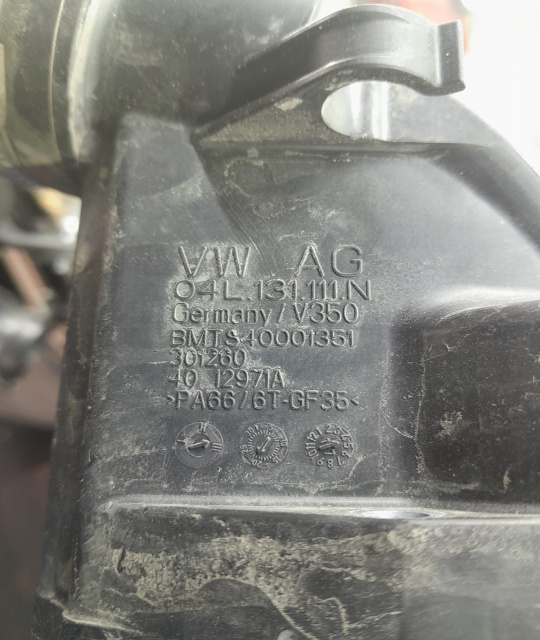 VW AG
04L.131.111.N
Germany/V350
BMTS40001351
301260
40 12971A
>PA66/6T-GF35<